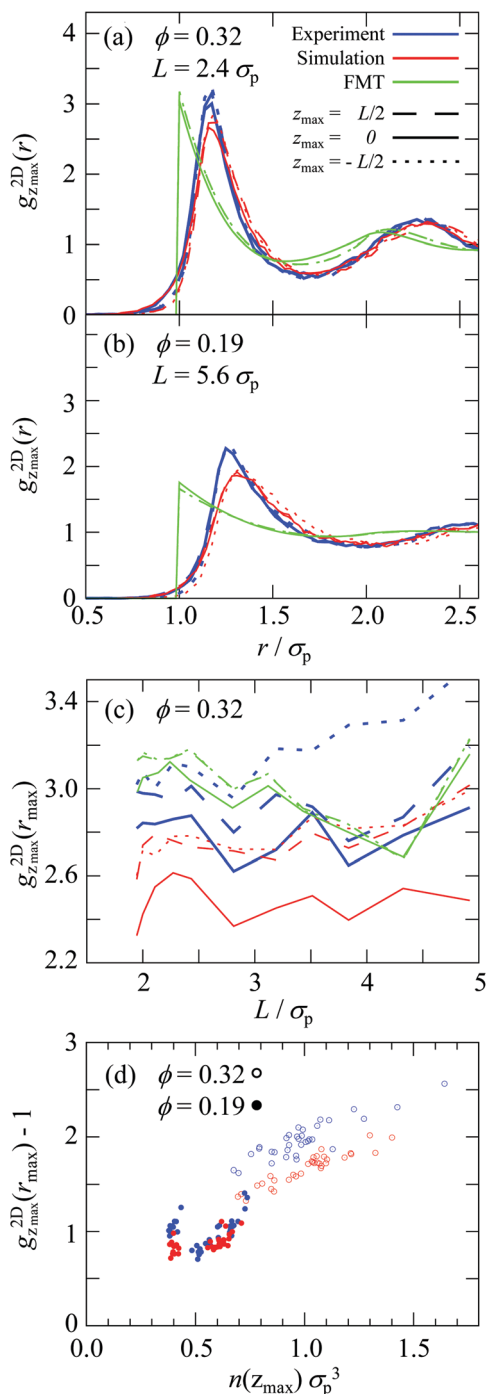 (a)
ϕ = 0.32
L = 2.4 σp
Experiment
Simulation
FMT
zmax = L/2
zmax = 0
zmax = -L/2
4
3
2
1
0
g²ᴰzmax(r)
(b)
ϕ = 0.19
L = 5.6 σp
4
3
2
1
0
g²ᴰzmax(r)
0.5 1.0 1.5 2.0 2.5
r / σp
(c) ϕ = 0.32
3.4
3.0
2.6
2.2
g²ᴰzmax(rmax)
2 3 4 5
L / σp
(d)
ϕ = 0.32
ϕ = 0.19
3
2
1
0
g²ᴰzmax(rmax) - 1
0.0 0.5 1.0 1.5
n(zmax) σp³